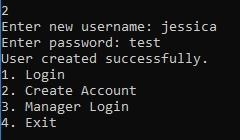 2
Enter new username: jessica
Enter password: test
User created successfully.
1. Login
2. Create Account
3. Manager Login
4. Exit